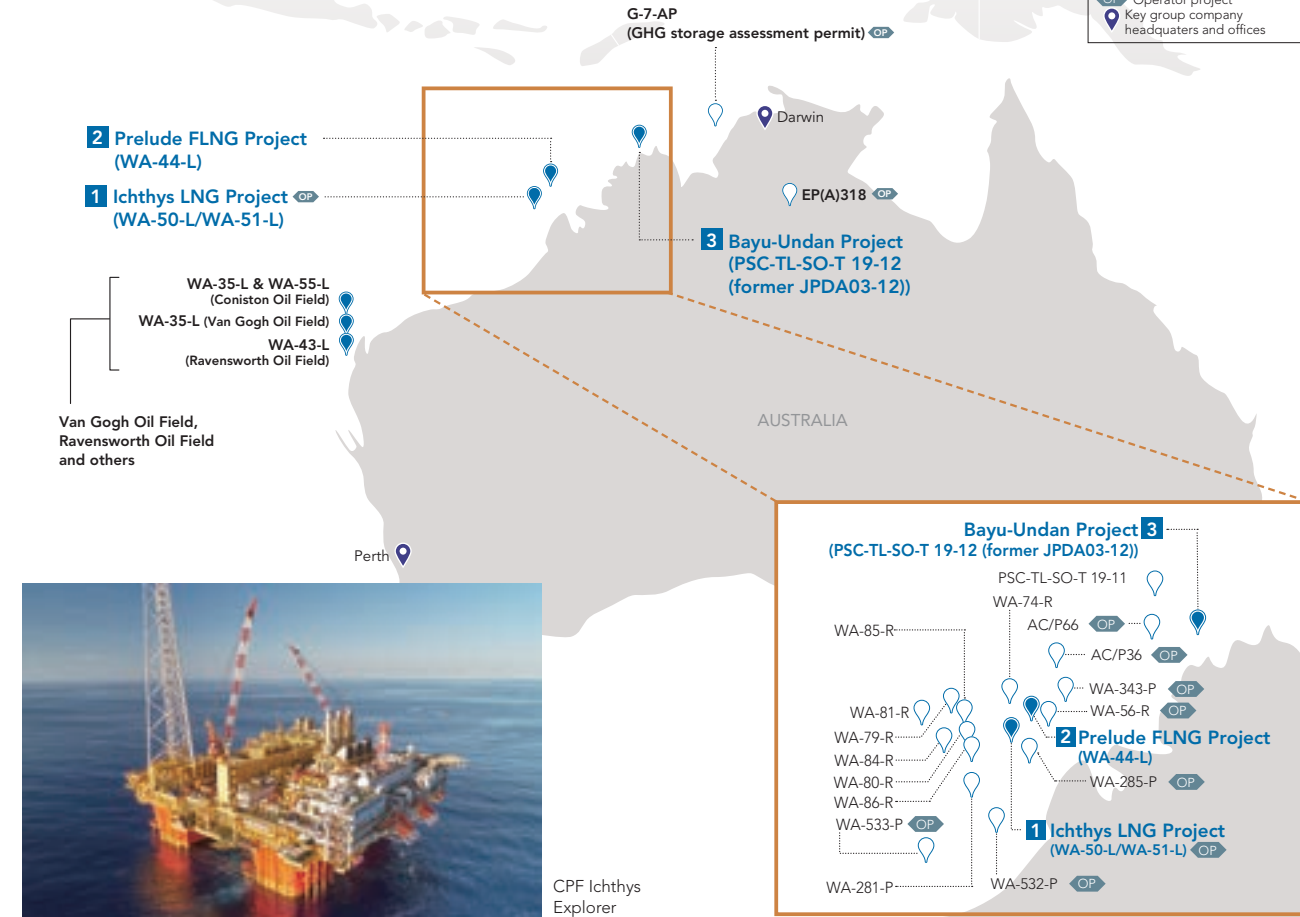 G-7-AP
(GHG storage assessment permit) OP
OP Operator project
Key group company
headquaters and offices
2 Prelude FLNG Project
(WA-44-L)
1 Ichthys LNG Project OP
(WA-50-L/WA-51-L)
Darwin
EP(A)318 OP
3 Bayu-Undan Project
(PSC-TL-SO-T 19-12
(former JPDA03-12))
WA-35-L & WA-55-L
(Coniston Oil Field)
WA-35-L (Van Gogh Oil Field)
WA-43-L
(Ravensworth Oil Field)
Van Gogh Oil Field,
Ravensworth Oil Field
and others
AUSTRALIA
Perth
CPF Ichthys
Explorer
Bayu-Undan Project 3
(PSC-TL-SO-T 19-12 (former JPDA03-12))
PSC-TL-SO-T 19-11
WA-74-R
AC/P66 OP
WA-85-R
AC/P36 OP
WA-343-P OP
WA-56-R OP
WA-81-R
WA-79-R
2 Prelude FLNG Project
(WA-44-L)
WA-84-R
WA-80-R
WA-285-P OP
WA-86-R
WA-533-P OP
1 Ichthys LNG Project
(WA-50-L/WA-51-L) OP
WA-281-P
WA-532-P OP